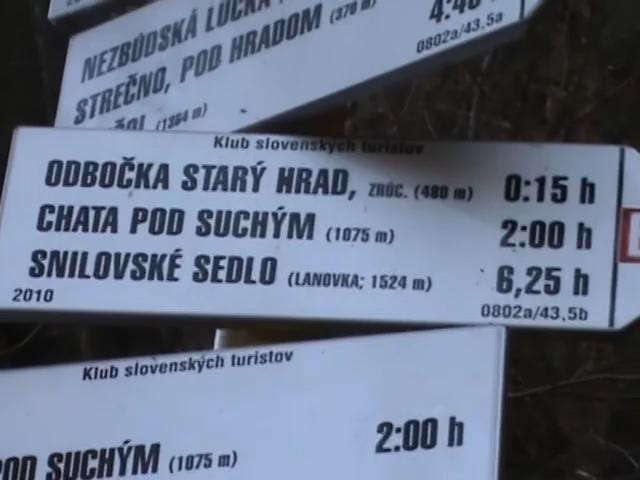 NEZBUDSKÁ LÚČKA
STREČNO, POD HRADOM (370 m) 4:40
(1364 m) 0802a/43.5a
Klub slovenských turistov
ODBOČKA STARÝ HRAD, ZRÚC. (480 m) 0:15 h
CHATA POD SUCHÝM (1075 m) 2:00 h
SNILOVSKÉ SEDLO (LANOVKA; 1524 m) 6,25 h
2010 0802a/43,5b
Klub slovenských turistov
2:00 h
POD SUCHÝM (1075 m)